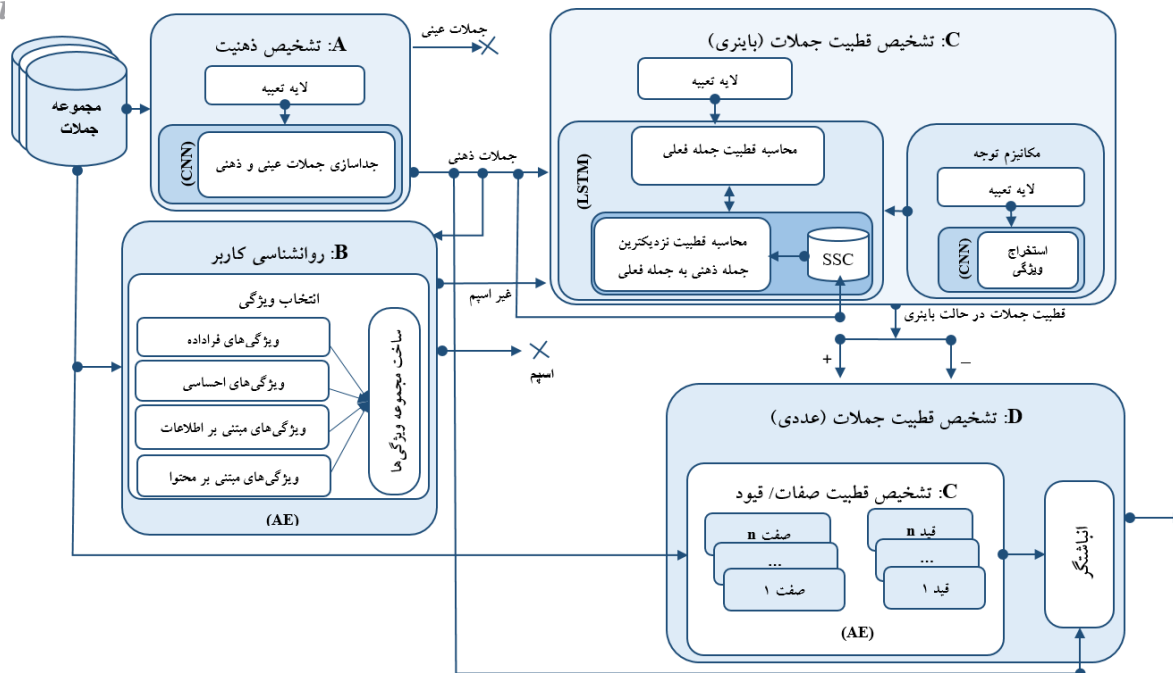 مجموعه
جملات
A: تشخیص ذهنیت
لایه تعبیه
جداسازی جملات عینی و ذهنی
(CNN)
جملات عینی
جملات ذهنی
B: روانشناسی کاربر
انتخاب ویژگی
ویژگی‌های فراداده
ویژگی‌های احساسی
ویژگی‌های مبتنی بر اطلاعات
ویژگی‌های مبتنی بر محتوا
ساخت مجموعه ویژگی‌ها
(AE)
غیر اسپم
اسپم
C: تشخیص قطبیت جملات (باینری)
لایه تعبیه
(LSTM)
محاسبه قطبیت جمله فعلی
محاسبه قطبیت نزدیکترین
جمله ذهنی به جمله فعلی
SSC
مکانیزم توجه
لایه تعبیه
(CNN)
استخراج
ویژگی
قطبیت جملات در حالت باینری
+
–
D: تشخیص قطبیت جملات (عددی)
C: تشخیص قطبیت صفات/ قیود
صفت n
...
صفت ۱
قید n
...
قید ۱
(AE)
انباشتگر